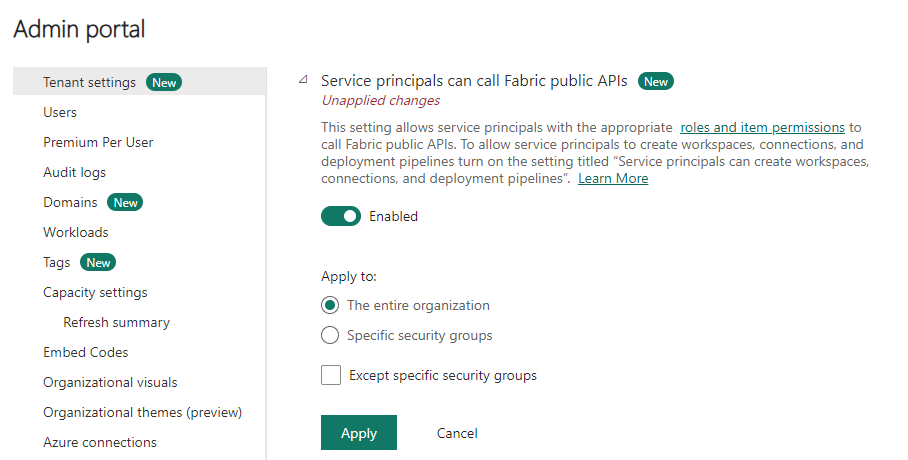 Admin portal
Tenant settings New
Users
Premium Per User
Audit logs
Domains New
Workloads
Tags New
Capacity settings
Refresh summary
Embed Codes
Organizational visuals
Organizational themes (preview)
Azure connections
Service principals can call Fabric public APIs New
Unapplied changes
This setting allows service principals with the appropriate roles and item permissions to
call Fabric public APIs. To allow service principals to create workspaces, connections, and
deployment pipelines turn on the setting titled “Service principals can create workspaces,
connections, and deployment pipelines”. Learn More
Enabled
Apply to:
The entire organization
Specific security groups
Except specific security groups
Apply Cancel